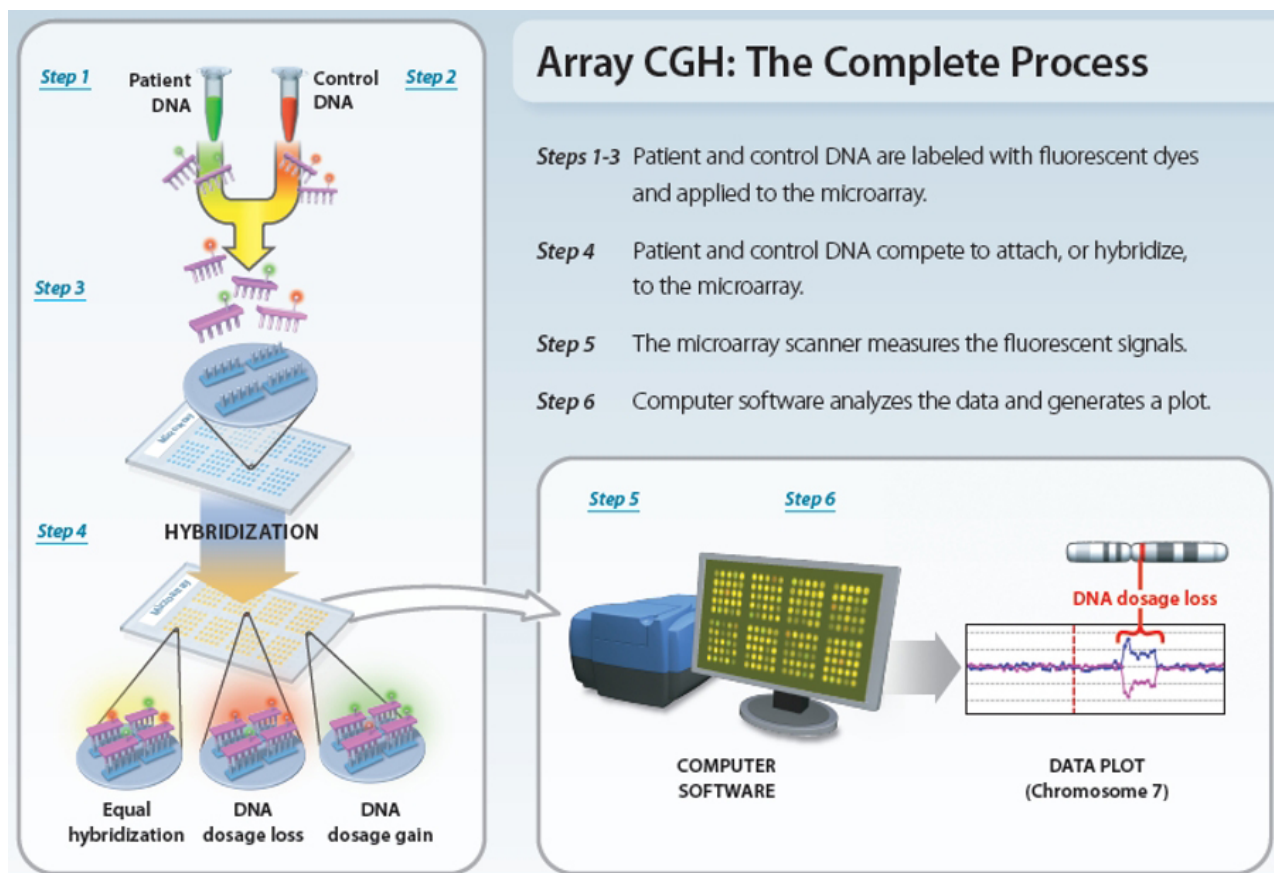 Array CGH: The Complete Process
Step 1
Patient
DNA
Control
DNA
Step 2
Step 3
Microarray
Step 4
HYBRIDIZATION
Microarray
Equal
hybridization
DNA
dosage loss
DNA
dosage gain
Steps 1-3 Patient and control DNA are labeled with fluorescent dyes
and applied to the microarray.
Step 4 Patient and control DNA compete to attach, or hybridize,
to the microarray.
Step 5 The microarray scanner measures the fluorescent signals.
Step 6 Computer software analyzes the data and generates a plot.
Step 5
Step 6
DNA dosage loss
COMPUTER
SOFTWARE
DATA PLOT
(Chromosome 7)